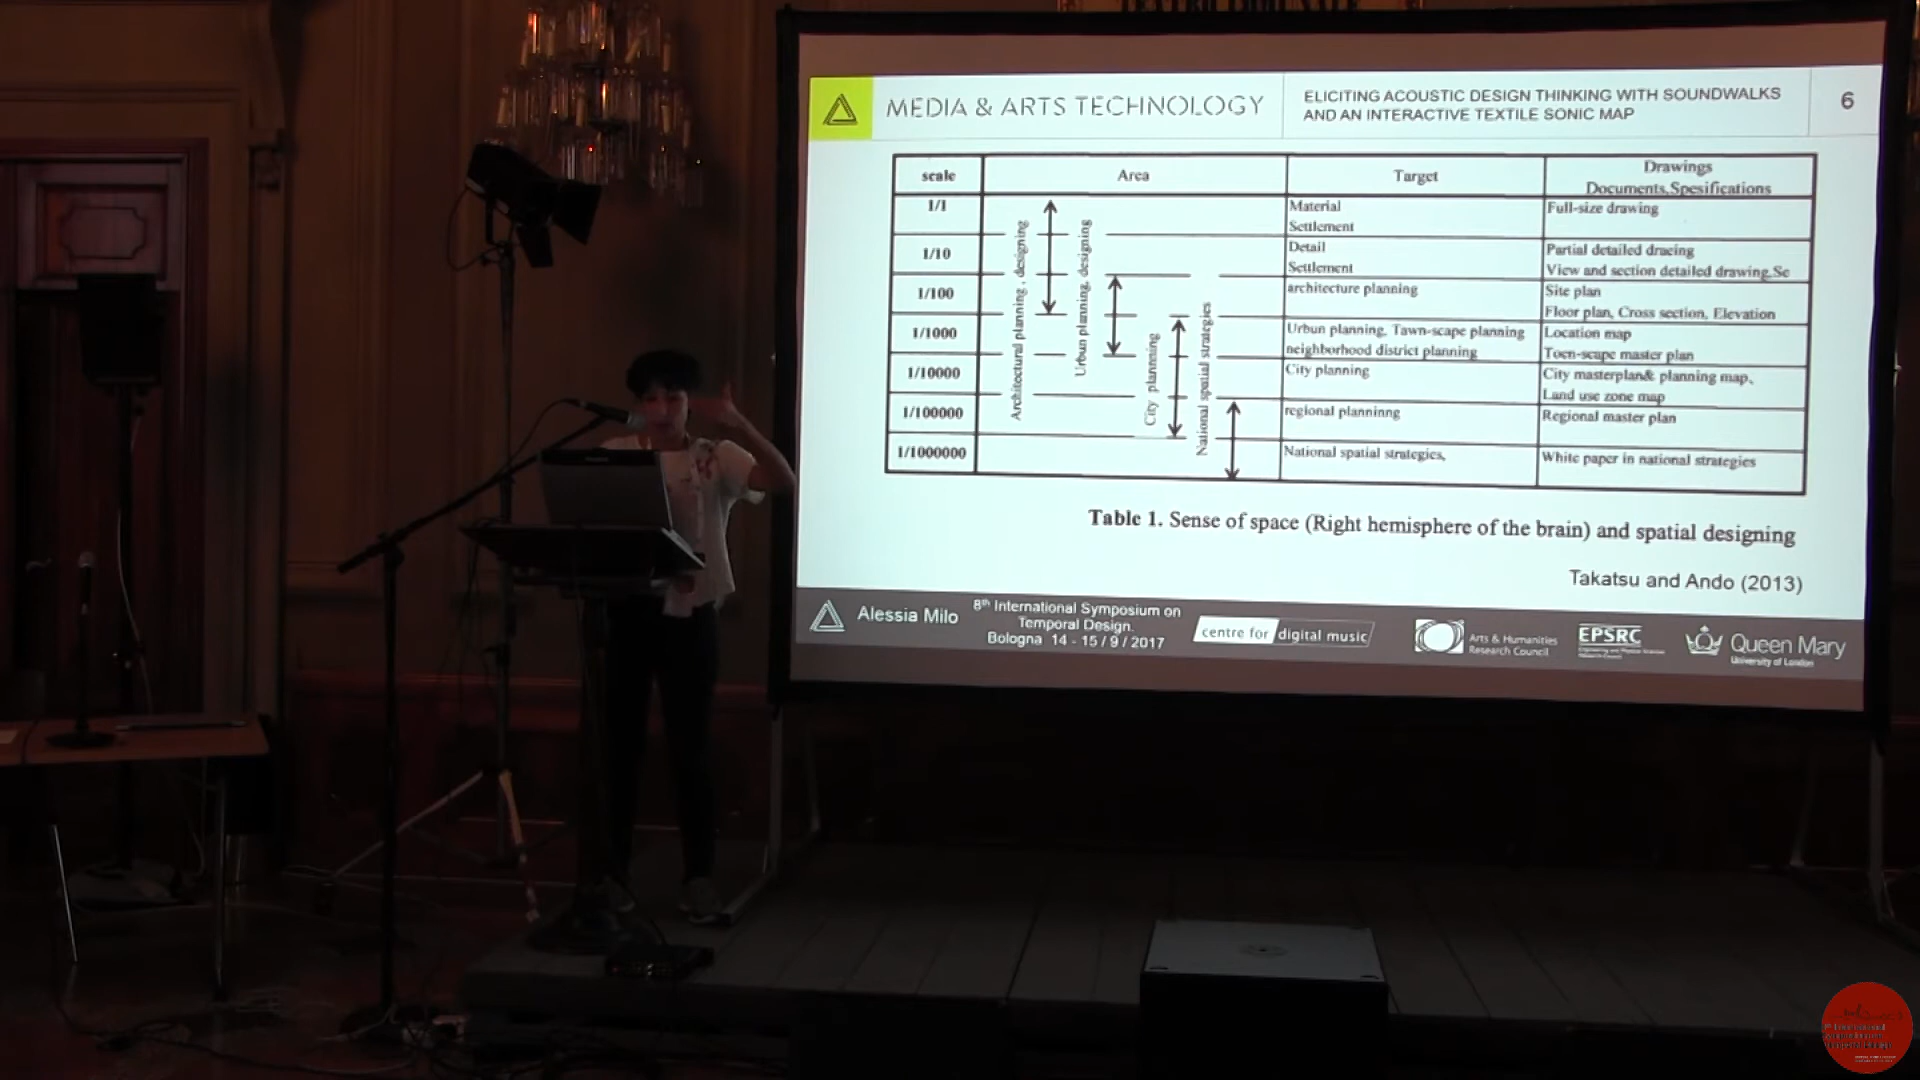 MEDIA & ARTS TECHNOLOGY
ELICITING ACOUSTIC DESIGN THINKING WITH SOUNDWALKS
AND AN INTERACTIVE TEXTILE SONIC MAP
6
scale
Area
Target
Drawings
Documents,Spesifications
1/1
Material
Settlement
Full-size drawing
1/10
Detail
Settlement
Partial detailed dracing
View and section detailed drawing,Sc
1/100
architecture planning
Site plan
Floor plan, Cross section, Elevation
1/1000
Urbun planning, Tawn-scape planning
neighborhood district planning
Location map
Tocn-scape master plan
1/10000
City planning
City masterplan& planning map,
Land use zone map
1/100000
regional planninng
Regional master plan
1/1000000
National spatial strategies,
White paper in national strategies
Architectural planning, designing
Urbun planning, designing
City plannning
National spatial strategies
Table 1. Sense of space (Right hemisphere of the brain) and spatial designing
Takatsu and Ando (2013)
Alessia Milo
8th International Symposium on
Temporal Design.
Bologna 14 - 15 / 9 / 2017
centre for digital music
Arts & Humanities
Research Council
EPSRC
Queen Mary
University of London